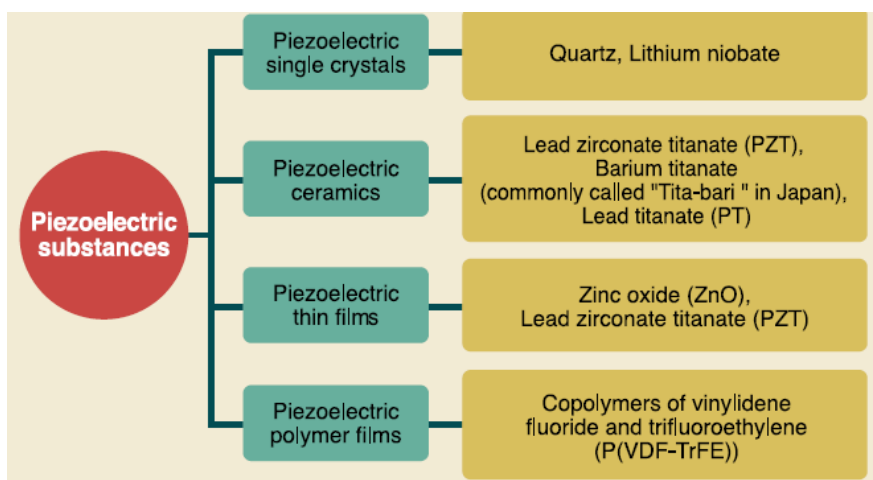 Piezoelectric
substances
Piezoelectric
single crystals
Quartz, Lithium niobate
Piezoelectric
ceramics
Lead zirconate titanate (PZT),
Barium titanate
(commonly called "Tita-bari " in Japan),
Lead titanate (PT)
Piezoelectric
thin films
Zinc oxide (ZnO),
Lead zirconate titanate (PZT)
Piezoelectric
polymer films
Copolymers of vinylidene
fluoride and trifluoroethylene
(P(VDF-TrFE))